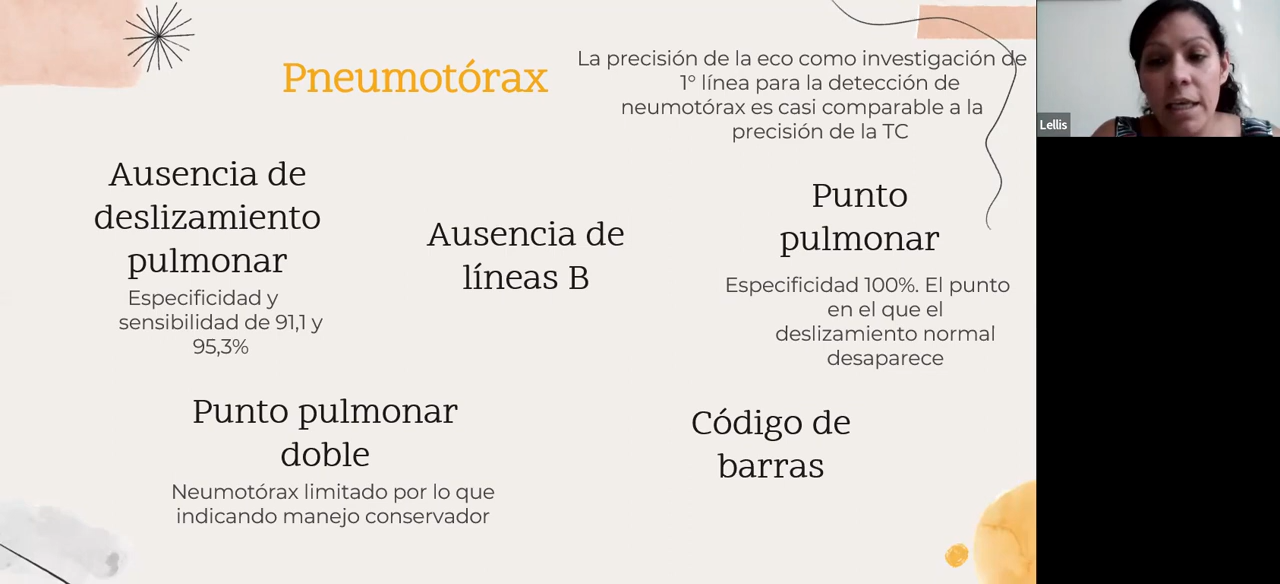 Pneumotórax
La precisión de la eco como investigación de
1° línea para la detección de
neumotórax es casi comparable a la
precisión de la TC
Lellis
Ausencia de
deslizamiento
pulmonar
Especificidad y
sensibilidad de 91,1 y
95,3%
Ausencia de
líneas B
Punto
pulmonar
Especificidad 100%. El punto
en el que el
deslizamiento normal
desaparece
Punto pulmonar
doble
Neumotórax limitado por lo que
indicando manejo conservador
Código de
barras